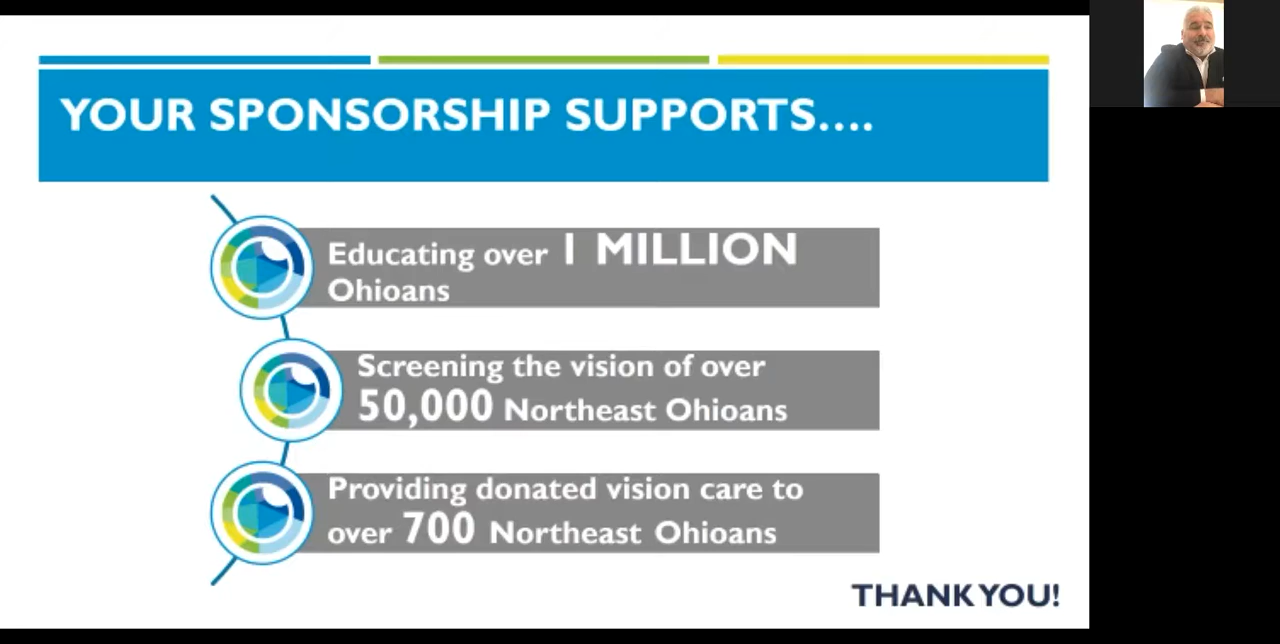 YOUR SPONSORSHIP SUPPORTS....
Educating over 1 MILLION
Ohioans
Screening the vision of over
50,000 Northeast Ohioans
Providing donated vision care to
over 700 Northeast Ohioans
THANK YOU!